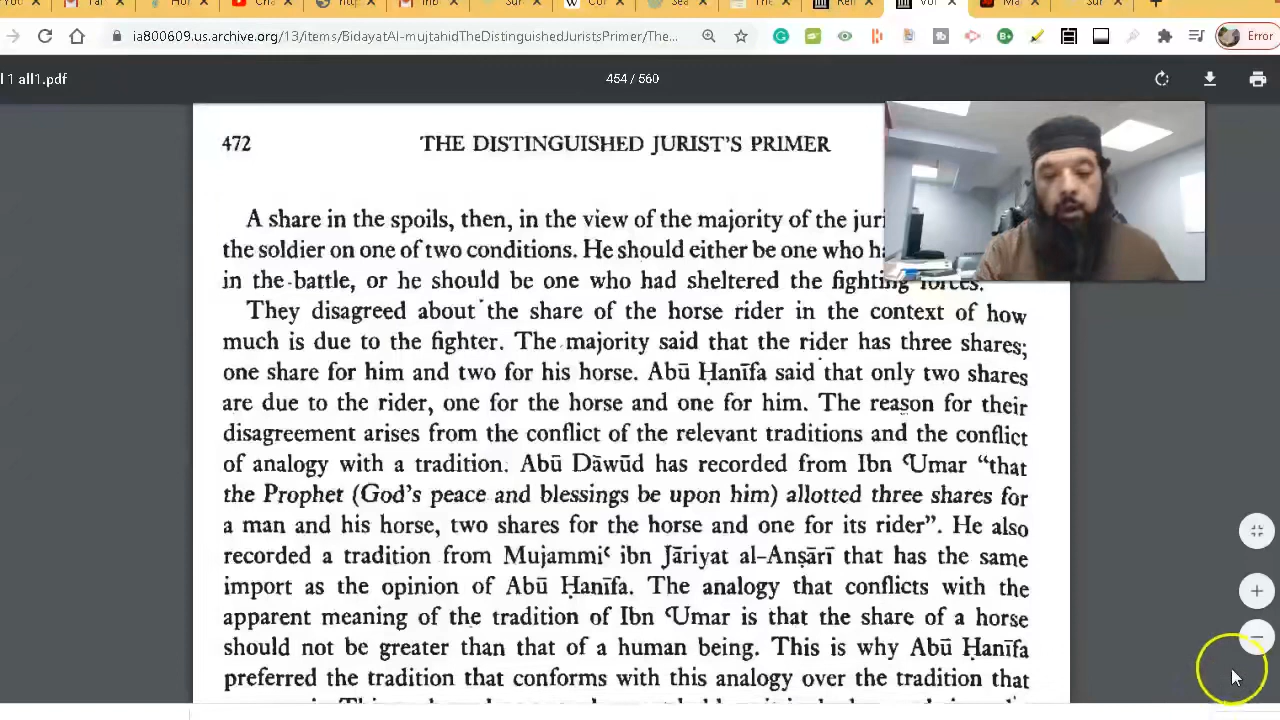 ia800609.us.archive.org/13/items/BidayatAl-mujtahidTheDistinguishedJuristsPrimer/The...
Error
l 1 all1.pdf
454 / 560
472
THE DISTINGUISHED JURIST'S PRIMER
A share in the spoils, then, in the view of the majority of the juri
the soldier on one of two conditions. He should either be one who ha
in the battle, or he should be one who had sheltered the fighting forces.
They disagreed about the share of the horse rider in the context of how
much is due to the fighter. The majority said that the rider has three shares;
one share for him and two for his horse. Abū Ḥanīfa said that only two shares
are due to the rider, one for the horse and one for him. The reason for their
disagreement arises from the conflict of the relevant traditions and the conflict
of analogy with a tradition. Abū Dāwūd has recorded from Ibn ʿUmar “that
the Prophet (God's peace and blessings be upon him) allotted three shares for
a man and his horse, two shares for the horse and one for its rider”. He also
recorded a tradition from Mujammiʿ ibn Jāriyat al-Anṣārī that has the same
import as the opinion of Abū Ḥanīfa. The analogy that conflicts with the
apparent meaning of the tradition of Ibn ʿUmar is that the share of a horse
should not be greater than that of a human being. This is why Abū Ḥanīfa
preferred the tradition that conforms with this analogy over the tradition that